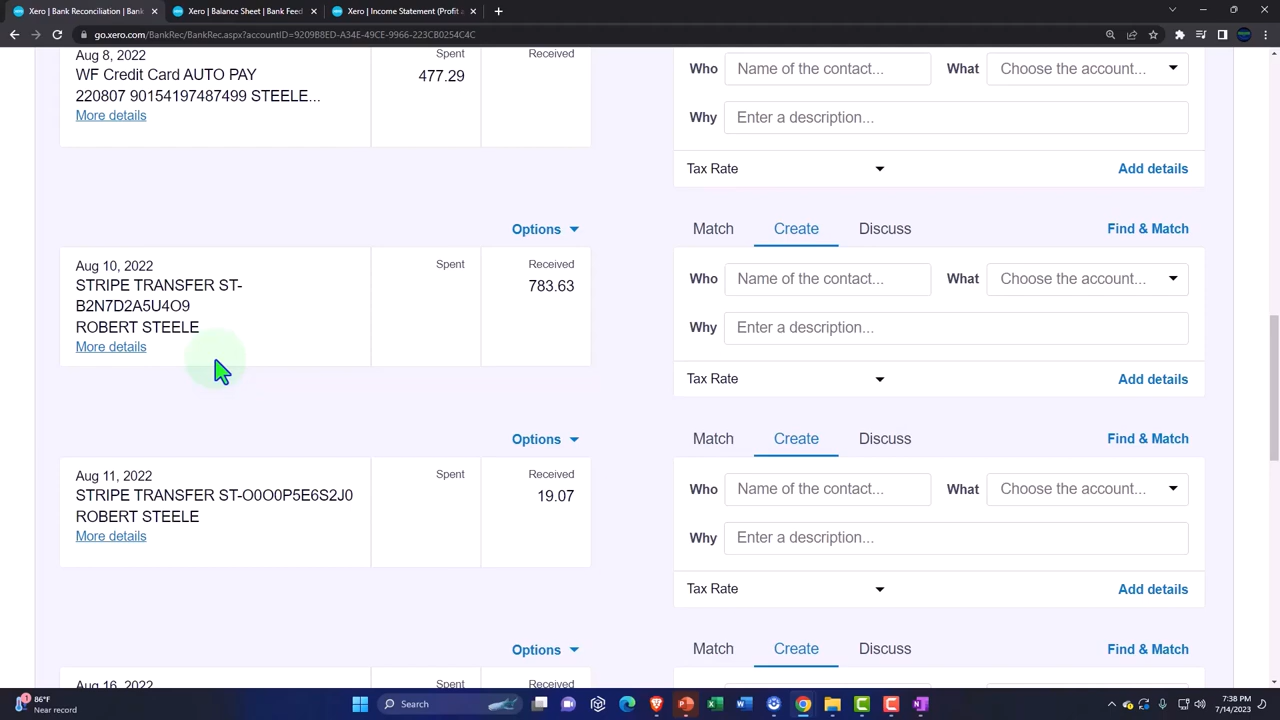 Xero | Bank Reconciliation | Bank
Xero | Balance Sheet | Bank Feed
Xero | Income Statement (Profit a
go.xero.com/BankRec/BankRec.aspx?accountID=9209B8ED-A34E-49CE-9966-223CB0254C4C
Aug 8, 2022 Spent Received
WF Credit Card AUTO PAY 477.29
220807 90154197487499 STEELE...
More details
Who Name of the contact... What Choose the account...
Why Enter a description...
Tax Rate Add details
Options Match Create Discuss Find & Match
Aug 10, 2022 Spent Received
STRIPE TRANSFER ST- 783.63
B2N7D2A5U4O9
ROBERT STEELE
More details
Who Name of the contact... What Choose the account...
Why Enter a description...
Tax Rate Add details
Options Match Create Discuss Find & Match
Aug 11, 2022 Spent Received
STRIPE TRANSFER ST-O0O0P5E6S2J0 19.07
ROBERT STEELE
More details
Who Name of the contact... What Choose the account...
Why Enter a description...
Tax Rate Add details
Options Match Create Discuss Find & Match
Aug 16, 2022 Spent Received
1 86°F
Near record
Search
7:38 PM
7/14/2023